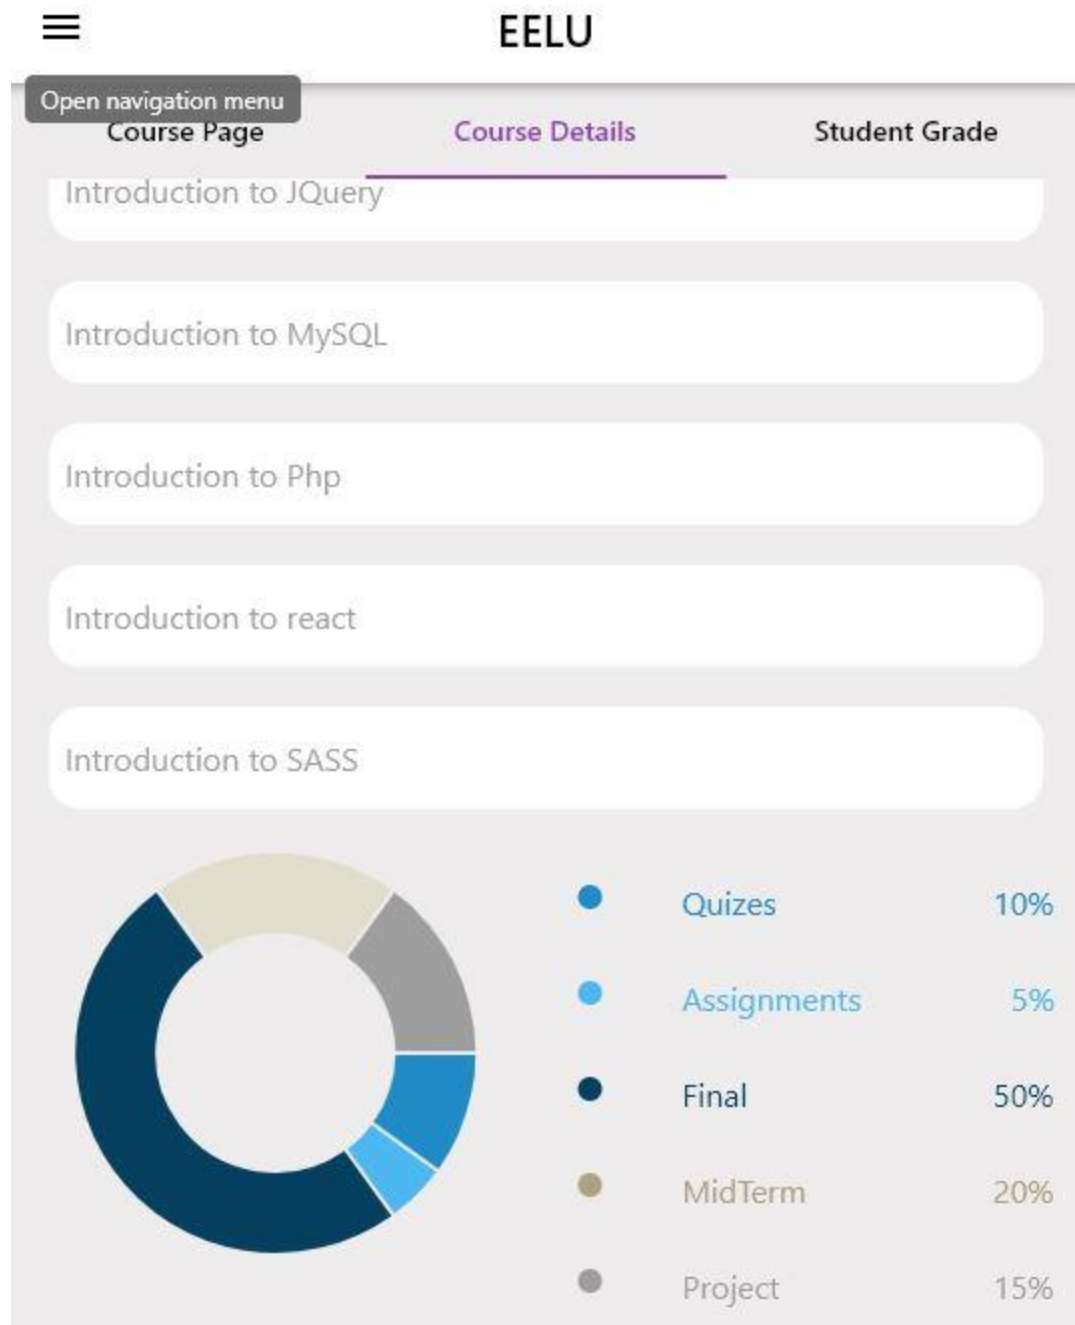 EELU
Open navigation menu
Course Page Course Details Student Grade
Introduction to JQuery
Introduction to MySQL
Introduction to Php
Introduction to react
Introduction to SASS
Quizes 10%
Assignments 5%
Final 50%
MidTerm 20%
Project 15%